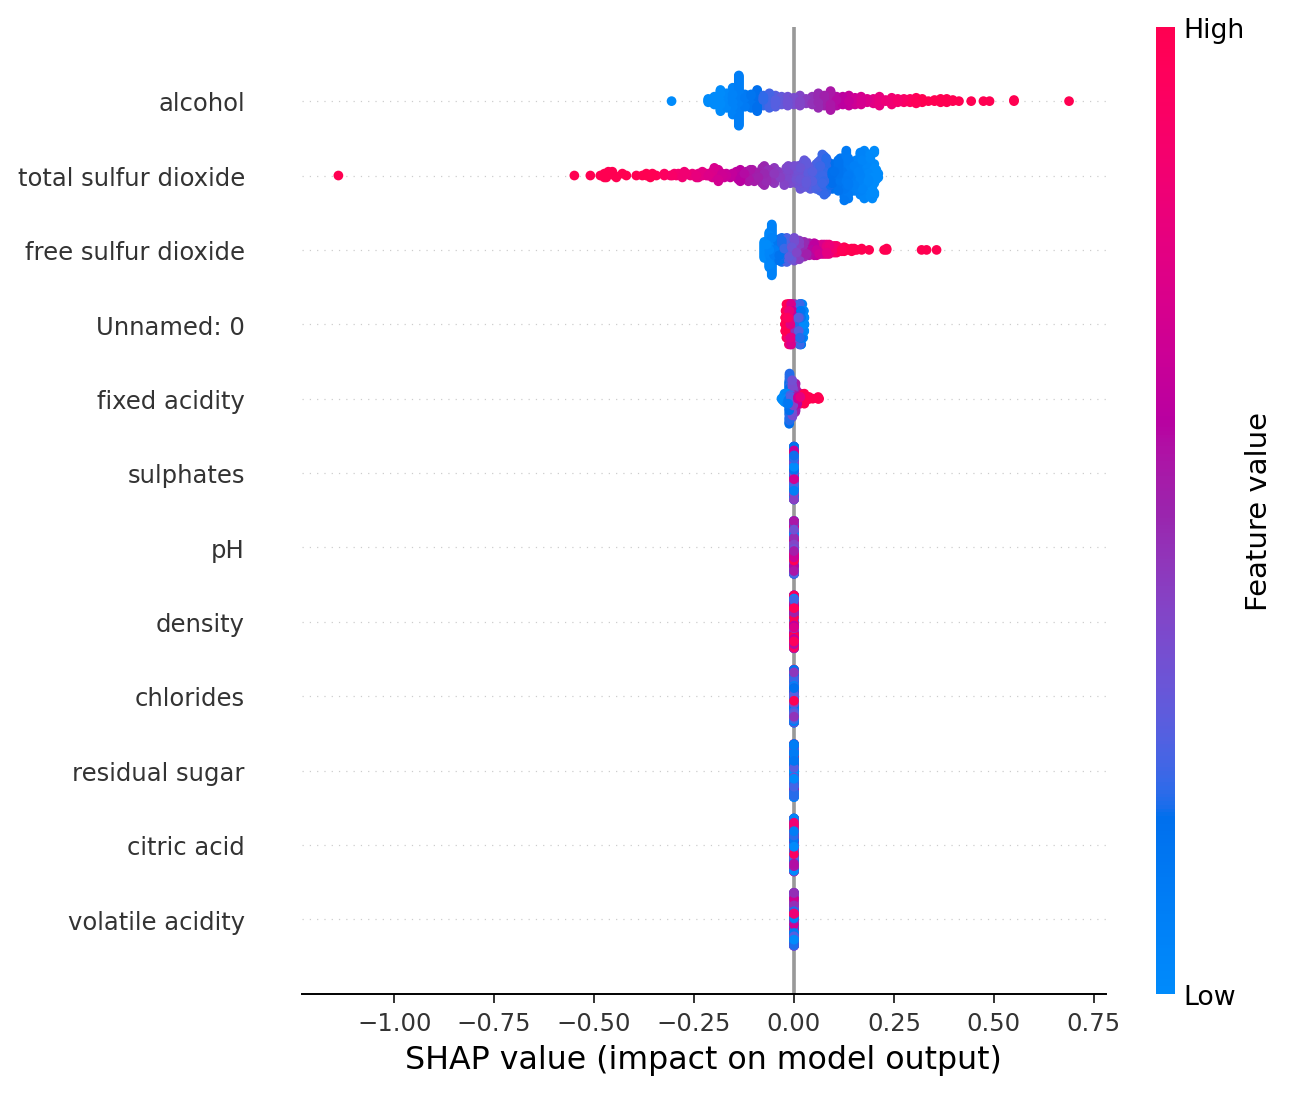 High
alcohol
total sulfur dioxide
free sulfur dioxide
Unnamed: 0
fixed acidity
sulphates
pH
density
chlorides
residual sugar
citric acid
volatile acidity
Feature value
Low
−1.00 −0.75 −0.50 −0.25 0.00 0.25 0.50 0.75
SHAP value (impact on model output)